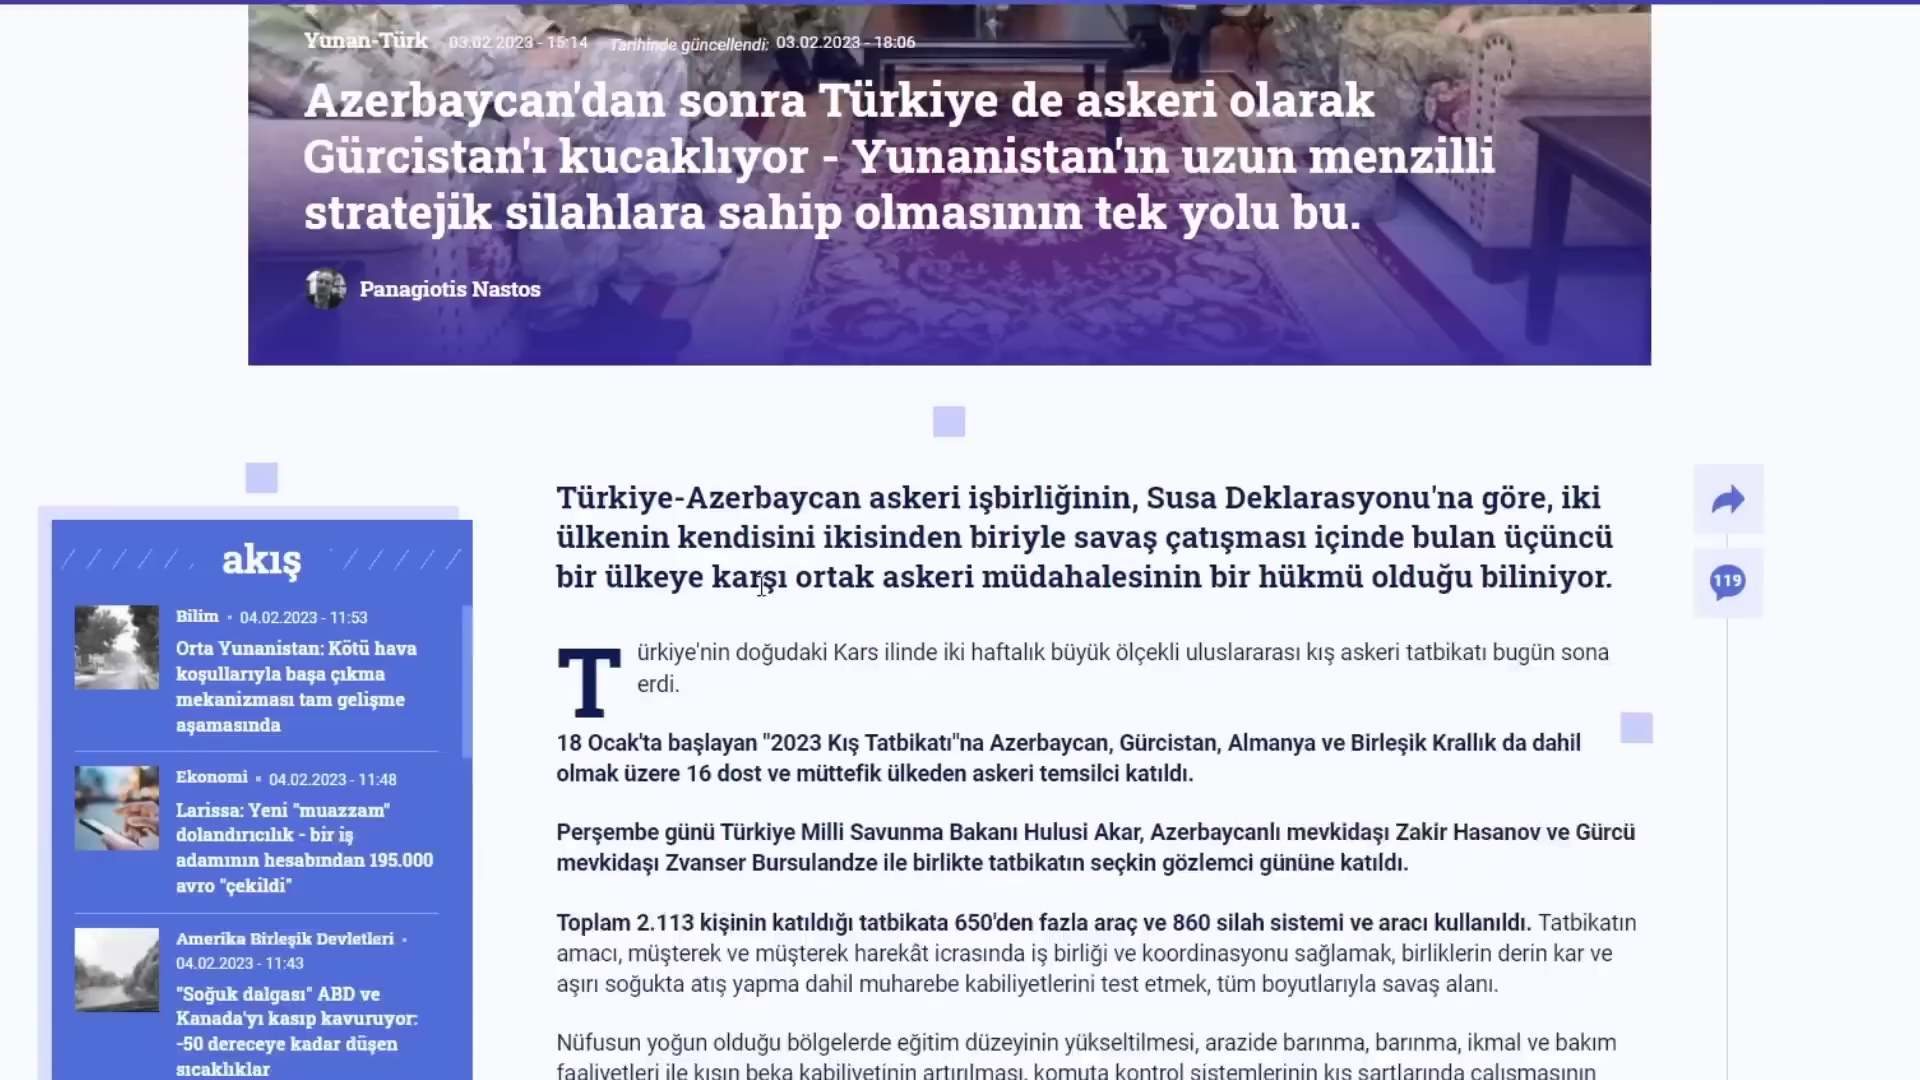 Yunan-Türk 03.02.2023 - 15:14 Tarihinde güncellendi: 03.02.2023 - 18:06
Azerbaycan'dan sonra Türkiye de askeri olarak
Gürcistan'ı kucaklıyor - Yunanistan'ın uzun menzilli
stratejik silahlara sahip olmasının tek yolu bu.
Panagiotis Nastos
akış
Bilim • 04.02.2023 - 11:53
Orta Yunanistan: Kötü hava
koşullarıyla başa çıkma
mekanizması tam gelişme
aşamasında
Ekonomi • 04.02.2023 - 11:48
Larissa: Yeni "muazzam"
dolandırıcılık - bir iş
adamının hesabından 195.000
avro "çekildi"
Amerika Birleşik Devletleri •
04.02.2023 - 11:43
"Soğuk dalgası" ABD ve
Kanada'yı kasıp kavuruyor:
-50 dereceye kadar düşen
sıcaklıklar
Türkiye-Azerbaycan askeri işbirliğinin, Susa Deklarasyonu'na göre, iki
ülkenin kendisini ikisinden biriyle savaş çatışması içinde bulan üçüncü
bir ülkeye karşı ortak askeri müdahalesinin bir hükmü olduğu biliniyor.
Türkiye'nin doğudaki Kars ilinde iki haftalık büyük ölçekli uluslararası kış askeri tatbikatı bugün sona
erdi.
18 Ocak'ta başlayan "2023 Kış Tatbikatı"na Azerbaycan, Gürcistan, Almanya ve Birleşik Krallık da dahil
olmak üzere 16 dost ve müttefik ülkeden askeri temsilci katıldı.
Perşembe günü Türkiye Milli Savunma Bakanı Hulusi Akar, Azerbaycanlı mevkidaşı Zakir Hasanov ve Gürcü
mevkidaşı Zvanser Bursulandze ile birlikte tatbikatın seçkin gözlemci gününe katıldı.
Toplam 2.113 kişinin katıldığı tatbikata 650'den fazla araç ve 860 silah sistemi ve aracı kullanıldı. Tatbikatın
amacı, müşterek ve müşterek harekât icrasında iş birliği ve koordinasyonu sağlamak, birliklerin derin kar ve
aşırı soğukta atış yapma dahil muharebe kabiliyetlerini test etmek, tüm boyutlarıyla savaş alanı.
Nüfusun yoğun olduğu bölgelerde eğitim düzeyinin yükseltilmesi, arazide barınma, barınma, ikmal ve bakım
faaliyetleri ile kışın beka kabiliyetinin artırılması, komuta kontrol sistemlerinin kış şartlarında çalışmasının
119